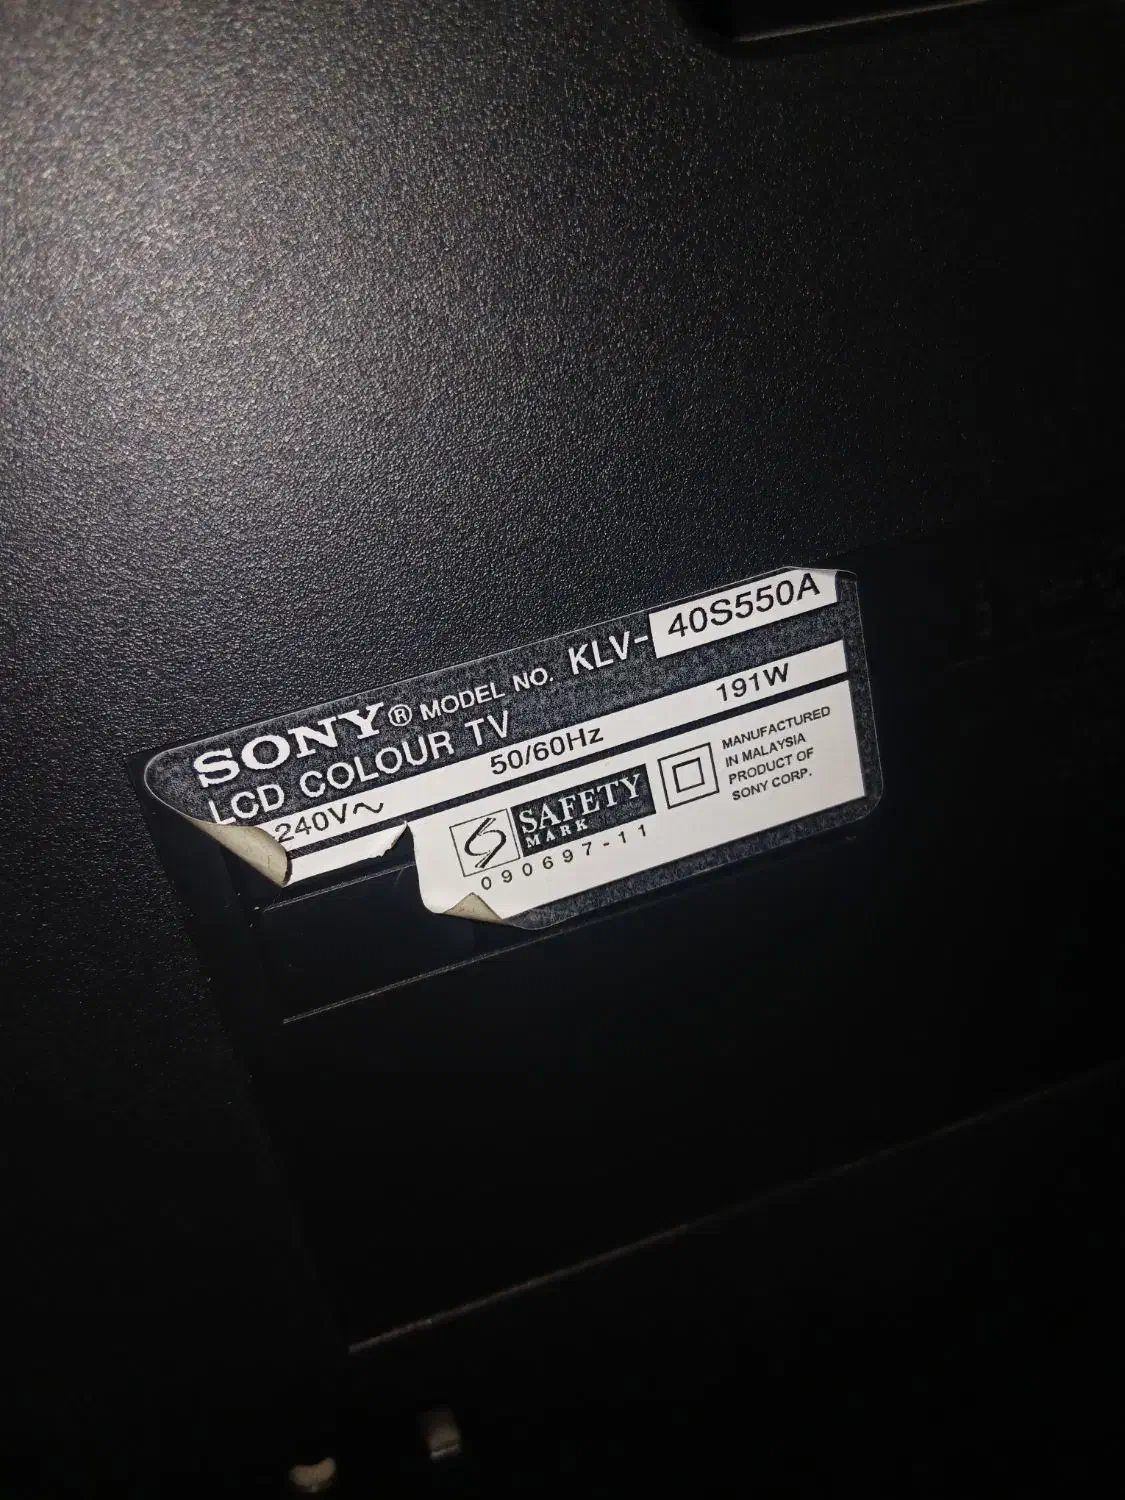 SONY® MODEL NO. KLV-40S550A
LCD COLOUR TV
240V~ 50/60Hz 191W
SAFETY
MARK
090697-11
MANUFACTURED
IN MALAYSIA
PRODUCT OF
SONY CORP.